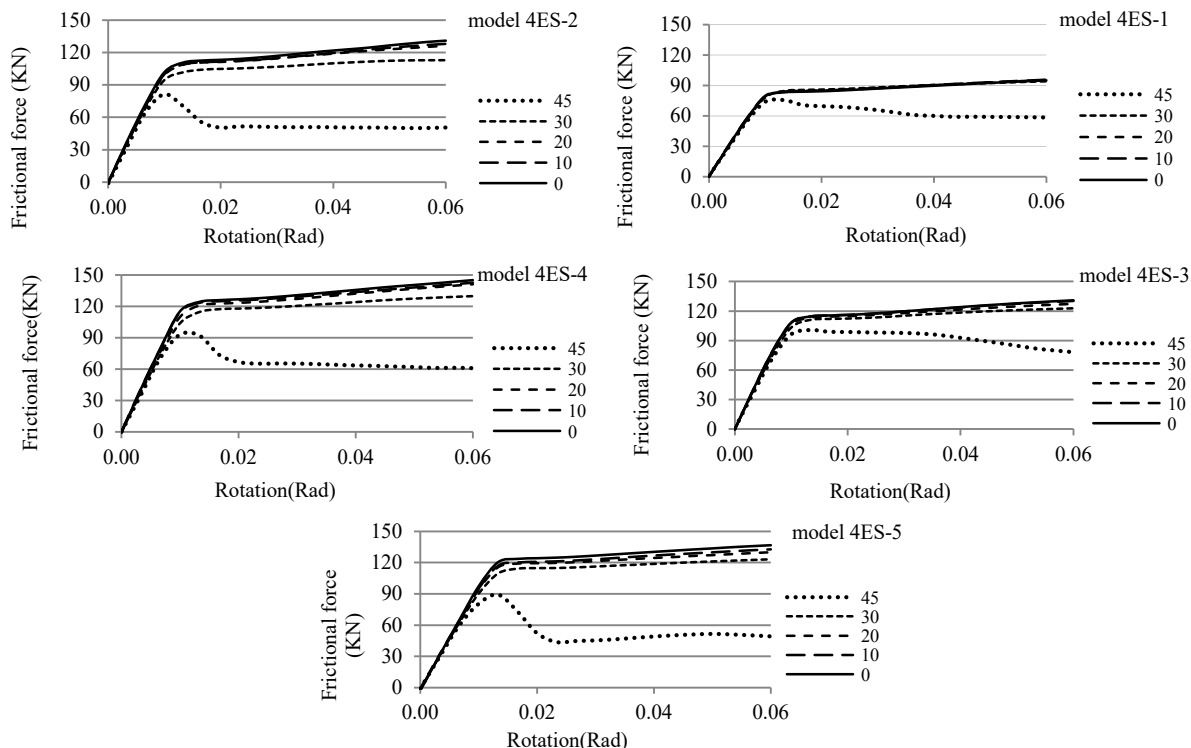 model 4ES-2
Frictional force (KN)
150
120
90
60
30
0
0.00 0.02 0.04 0.06
Rotation(Rad)
45
30
20
10
0
model 4ES-1
Frictional force (KN)
150
120
90
60
30
0
0.00 0.02 0.04 0.06
Rotation(Rad)
45
30
20
10
0
model 4ES-4
Frictional force(KN)
150
120
90
60
30
0
0.00 0.02 0.04 0.06
Rotation(Rad)
45
30
20
10
0
model 4ES-3
Frictional force (KN)
150
120
90
60
30
0
0.00 0.02 0.04 0.06
Rotation(Rad)
45
30
20
10
0
model 4ES-5
Frictional force
(KN)
150
120
90
60
30
0
0.00 0.02 0.04 0.06
Rotation(Rad)
45
30
20
10
0